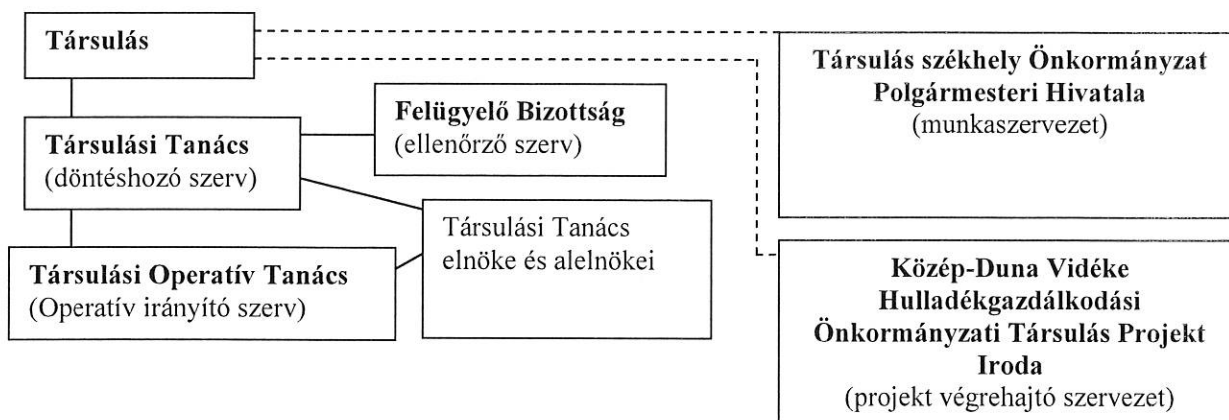 Társulás
Társulási Tanács
(döntéshozó szerv)
Felügyelő Bizottság
(ellenőrző szerv)
Társulási Tanács
elnöke és alelnökei
Társulási Operatív Tanács
(Operatív irányító szerv)
Társulás székhely Önkormányzat
Polgármesteri Hivatala
(munkaszervezet)
Közép-Duna Vidéke
Hulladékgazdálkodási
Önkormányzati Társulás Projekt
Iroda
(projekt végrehajtó szervezet)